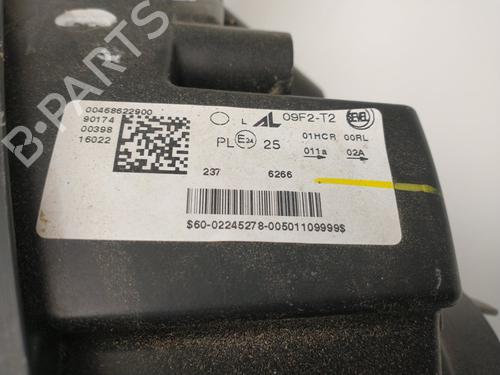 B-PARTS
00468622900
90174
00398
16022
L AL 09F2-T2 SEVEL
PL E24 25 01HCR 00RL
011a 02A
237 6266
$60-02245278-00501109999$